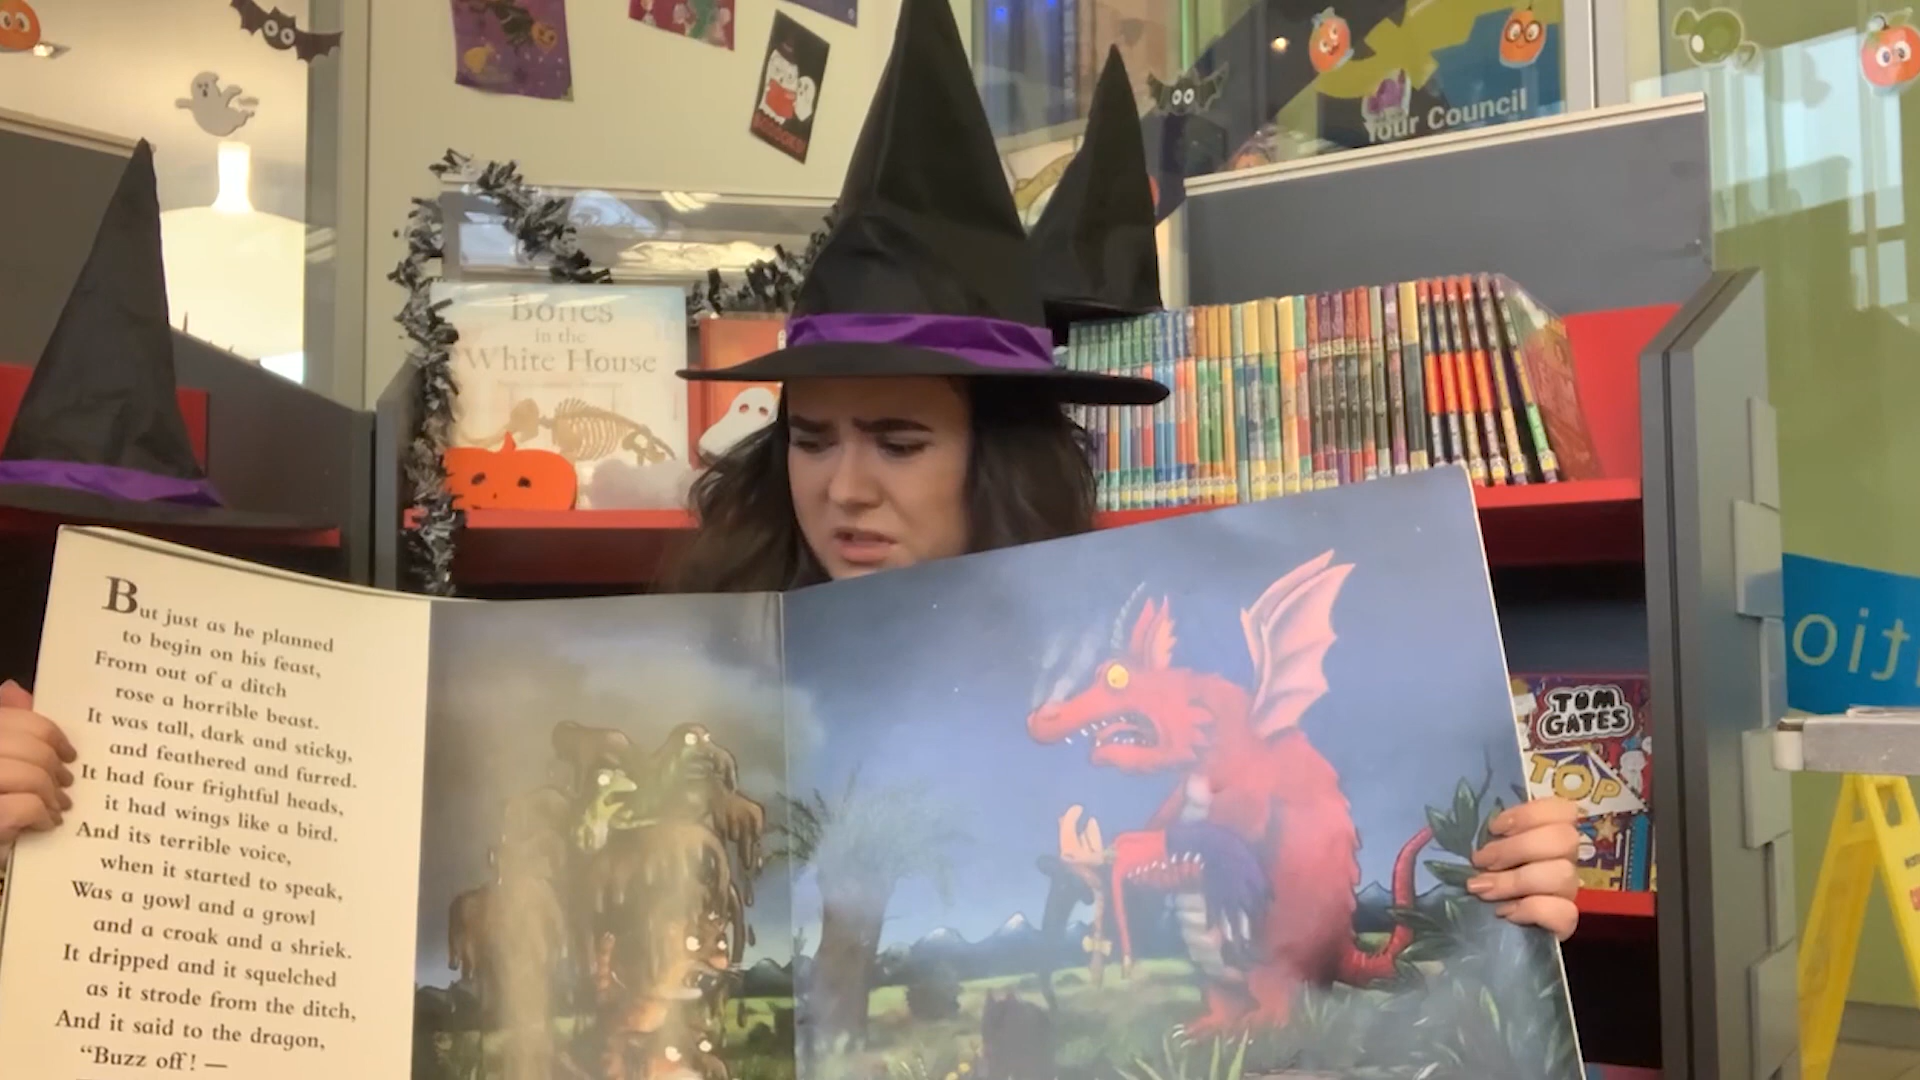 Your Council
Bones
in the
White House
But just as he planned
to begin on his feast,
From out of a ditch
rose a horrible beast.
It was tall, dark and sticky,
and feathered and furred.
It had four frightful heads,
it had wings like a bird.
And its terrible voice,
when it started to speak,
Was a yowl and a growl
and a croak and a shriek.
It dripped and it squelched
as it strode from the ditch,
And it said to the dragon,
"Buzz off! —
TOM
GATES
TOP